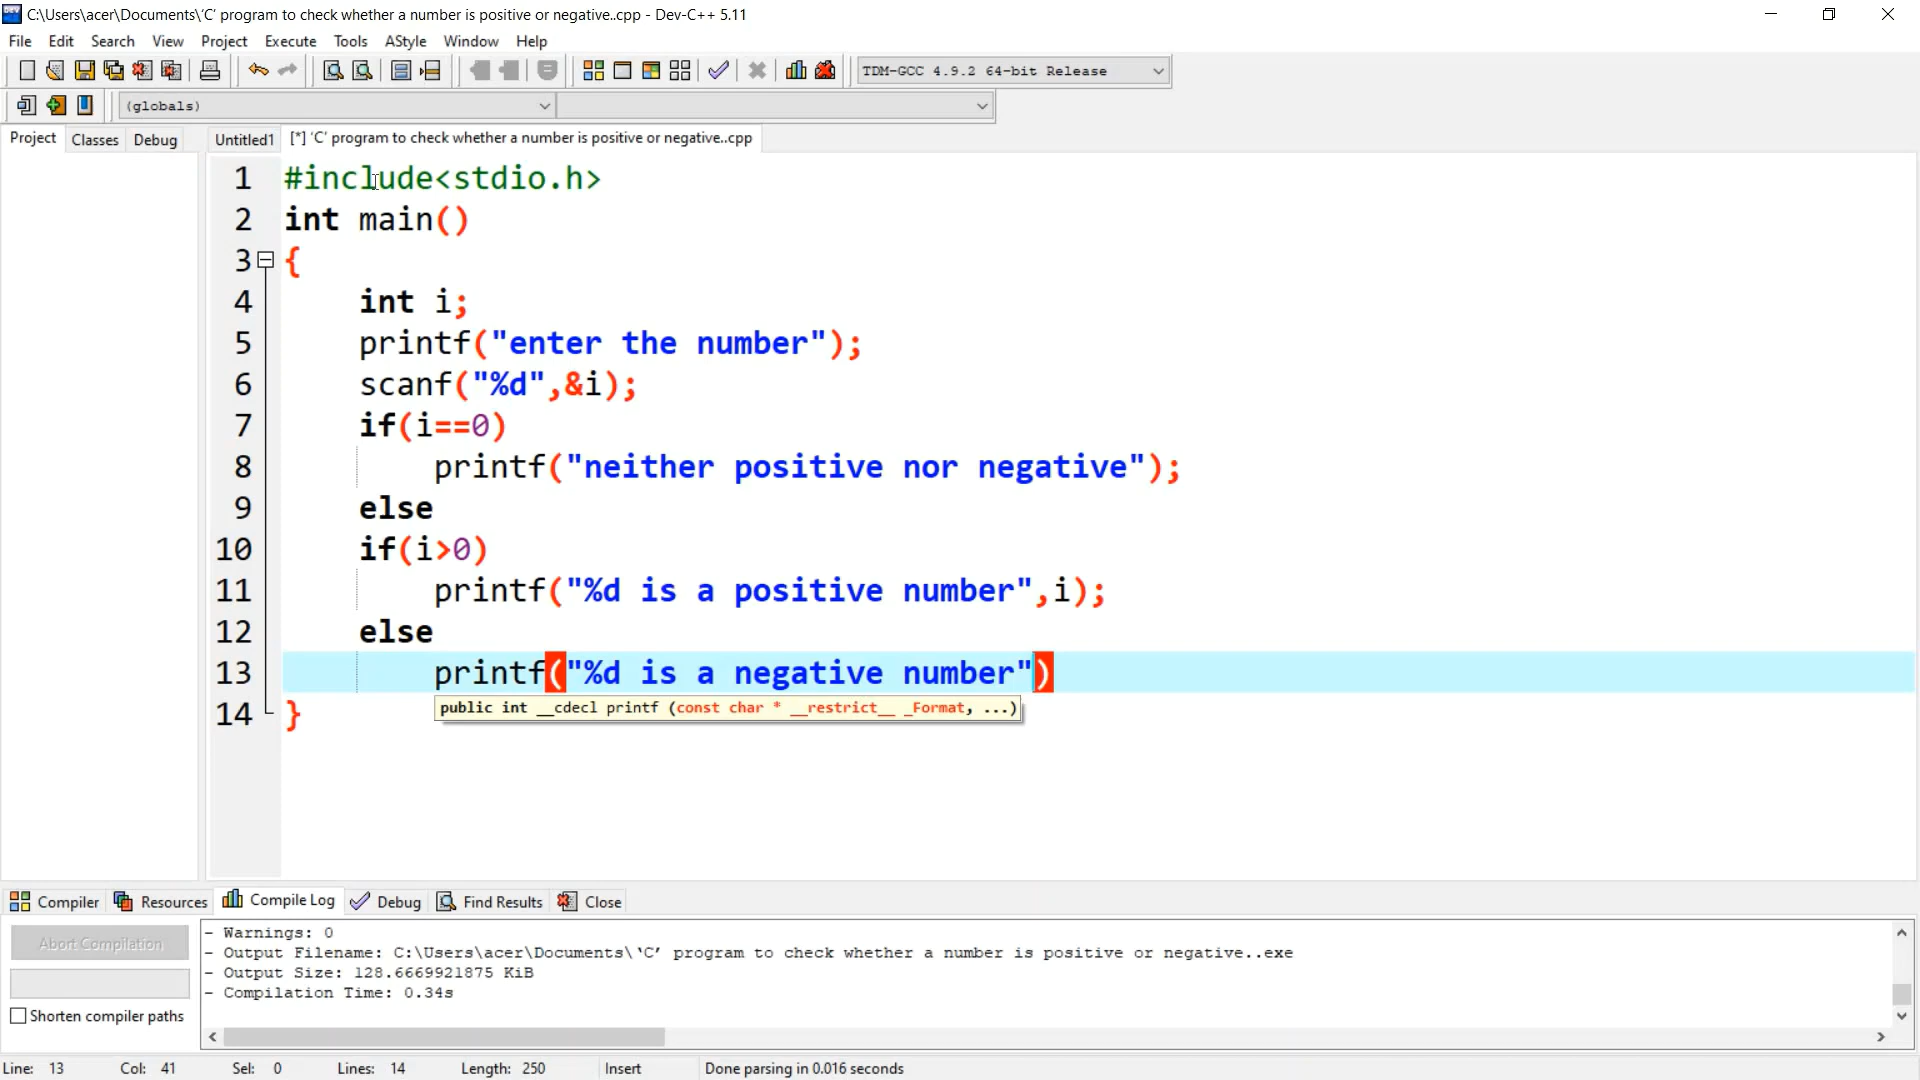 C:\Users\acer\Documents\‘C’ program to check whether a number is positive or negative..cpp - Dev-C++ 5.11
File Edit Search View Project Execute Tools AStyle Window Help
TDM-GCC 4.9.2 64-bit Release
(globals)
Project Classes Debug Untitled1 [*] ‘C’ program to check whether a number is positive or negative..cpp
1 #include<stdio.h>
2 int main()
3 {
4 int i;
5 printf("enter the number");
6 scanf("%d",&i);
7 if(i==0)
8 printf("neither positive nor negative");
9 else
10 if(i>0)
11 printf("%d is a positive number",i);
12 else
13 printf("%d is a negative number")
public int __cdecl printf (const char * __restrict__ _Format, ...)
14 }
Compiler Resources Compile Log Debug Find Results Close
Abort Compilation
- Warnings: 0
- Output Filename: C:\Users\acer\Documents\‘C’ program to check whether a number is positive or negative..exe
- Output Size: 128.6669921875 KiB
- Compilation Time: 0.34s
Shorten compiler paths
Line: 13 Col: 41 Sel: 0 Lines: 14 Length: 250 Insert Done parsing in 0.016 seconds